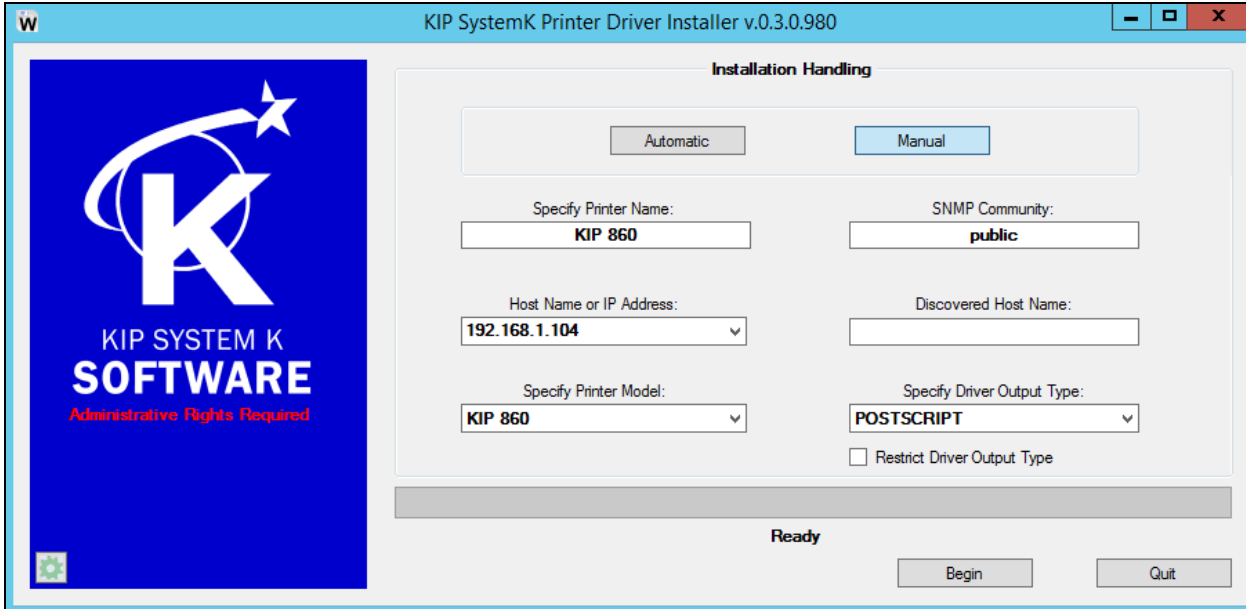 W
KIP SystemK Printer Driver Installer v.0.3.0.980
K
KIP SYSTEM K
SOFTWARE
Administrative Rights Required
Installation Handling
Automatic Manual
Specify Printer Name: SNMP Community:
KIP 860 public
Host Name or IP Address: Discovered Host Name:
192.168.1.104
Specify Printer Model: Specify Driver Output Type:
KIP 860 POSTSCRIPT
Restrict Driver Output Type
Ready
Begin Quit